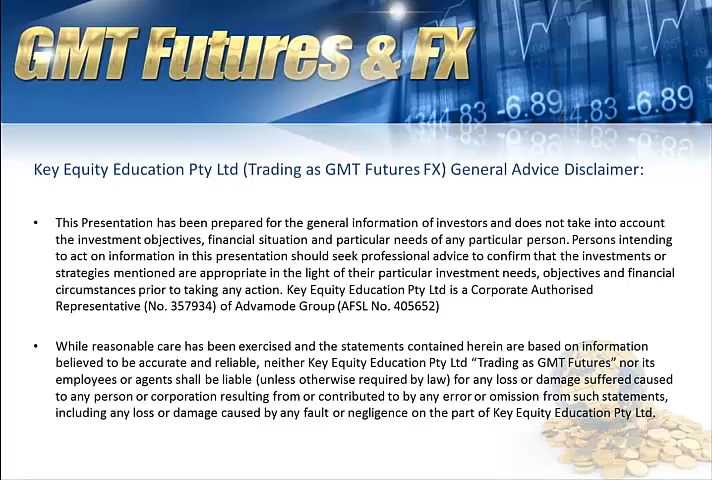 GMT Futures & FX
1344.83 -6.89 44.83 -6.89
Key Equity Education Pty Ltd (Trading as GMT Futures FX) General Advice Disclaimer:
• This Presentation has been prepared for the general information of investors and does not take into account
the investment objectives, financial situation and particular needs of any particular person. Persons intending
to act on information in this presentation should seek professional advice to confirm that the investments or
strategies mentioned are appropriate in the light of their particular investment needs, objectives and financial
circumstances prior to taking any action. Key Equity Education Pty Ltd is a Corporate Authorised
Representative (No. 357934) of Advamode Group (AFSL No. 405652)
• While reasonable care has been exercised and the statements contained herein are based on information
believed to be accurate and reliable, neither Key Equity Education Pty Ltd “Trading as GMT Futures” nor its
employees or agents shall be liable (unless otherwise required by law) for any loss or damage suffered caused
to any person or corporation resulting from or contributed to by any error or omission from such statements,
including any loss or damage caused by any fault or negligence on the part of Key Equity Education Pty Ltd.